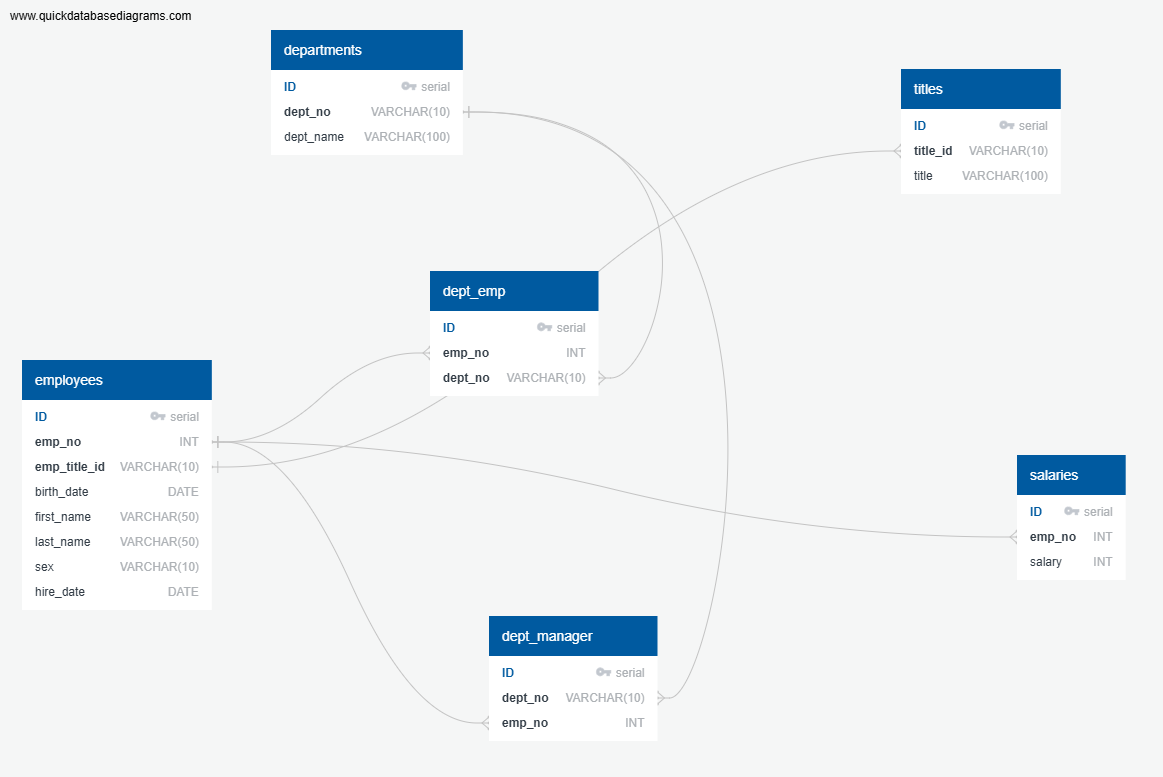 www.quickdatabasediagrams.com
departments
ID serial
dept_no VARCHAR(10)
dept_name VARCHAR(100)
titles
ID serial
title_id VARCHAR(10)
title VARCHAR(100)
dept_emp
ID serial
emp_no INT
dept_no VARCHAR(10)
employees
ID serial
emp_no INT
emp_title_id VARCHAR(10)
birth_date DATE
first_name VARCHAR(50)
last_name VARCHAR(50)
sex VARCHAR(10)
hire_date DATE
salaries
ID serial
emp_no INT
salary INT
dept_manager
ID serial
dept_no VARCHAR(10)
emp_no INT